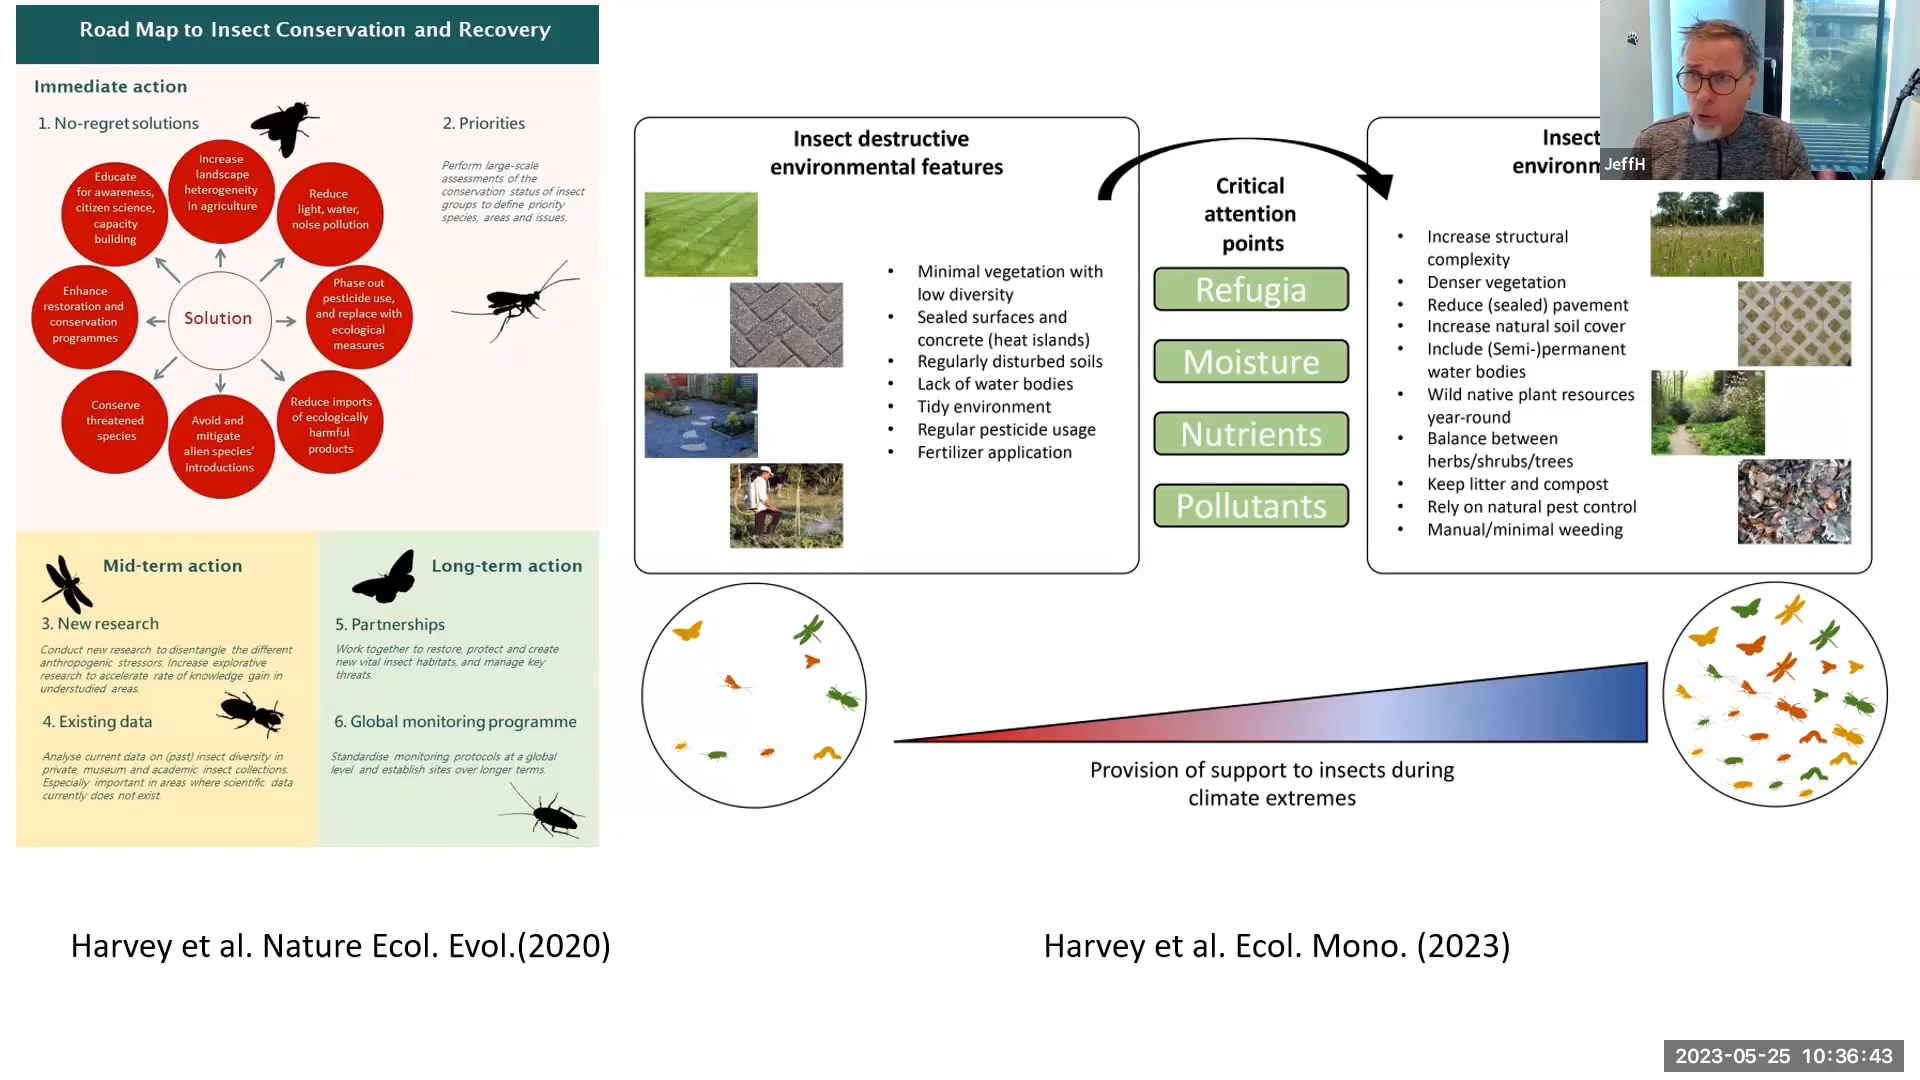 Road Map to Insect Conservation and Recovery
Immediate action
1. No-regret solutions
2. Priorities
Perform large-scale
assessments of the
conservation status of insect
groups to define priority
species, areas and issues.
Increase
landscape
heterogeneity
in agriculture
Educate
for awareness,
citizen science,
capacity
building
Reduce
light, water,
noise pollution
Enhance
restoration and
conservation
programmes
Solution
Phase out
pesticide use,
and replace with
ecological
measures
Conserve
threatened
species
Avoid and
mitigate
alien species'
introductions
Reduce imports
of ecologically
harmful
products
Mid-term action
3. New research
Conduct new research to disentangle the different
anthropogenic stressors. Increase explorative
research to accelerate rate of knowledge gain in
understudied areas.
4. Existing data
Analyse current data on (past) insect diversity in
private, museum and academic insect collections.
Especially important in areas where scientific data
currently does not exist.
Long-term action
5. Partnerships
Work together to restore, protect and create
new vital insect habitats, and manage key
threats.
6. Global monitoring programme
Standardise monitoring protocols at a global
level and establish sites over longer terms.
Harvey et al. Nature Ecol. Evol.(2020)
Insect destructive
environmental features
• Minimal vegetation with
low diversity
• Sealed surfaces and
concrete (heat islands)
• Regularly disturbed soils
• Lack of water bodies
• Tidy environment
• Regular pesticide usage
• Fertilizer application
Critical
attention
points
Refugia
Moisture
Nutrients
Pollutants
Insect
environm
• Increase structural
complexity
• Denser vegetation
• Reduce (sealed) pavement
• Increase natural soil cover
• Include (Semi-)permanent
water bodies
• Wild native plant resources
year-round
• Balance between
herbs/shrubs/trees
• Keep litter and compost
• Rely on natural pest control
• Manual/minimal weeding
Provision of support to insects during
climate extremes
Harvey et al. Ecol. Mono. (2023)
JeffH
2023-05-25 10:36:43